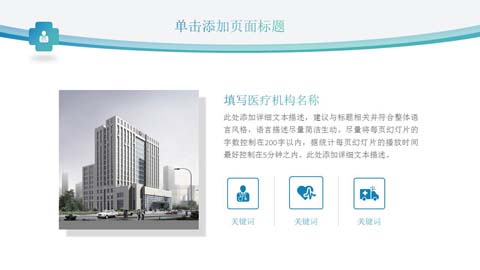 单击添加页面标题
填写医疗机构名称
此处添加详细文本描述，建议与标题相关并符合整体语
言风格，语言描述尽量简洁生动。尽量将每页幻灯片的
字数控制在200字以内，据统计每页幻灯片的播放时间
最好控制在5分钟之内。此处添加详细文本描述。
关键词
关键词
关键词